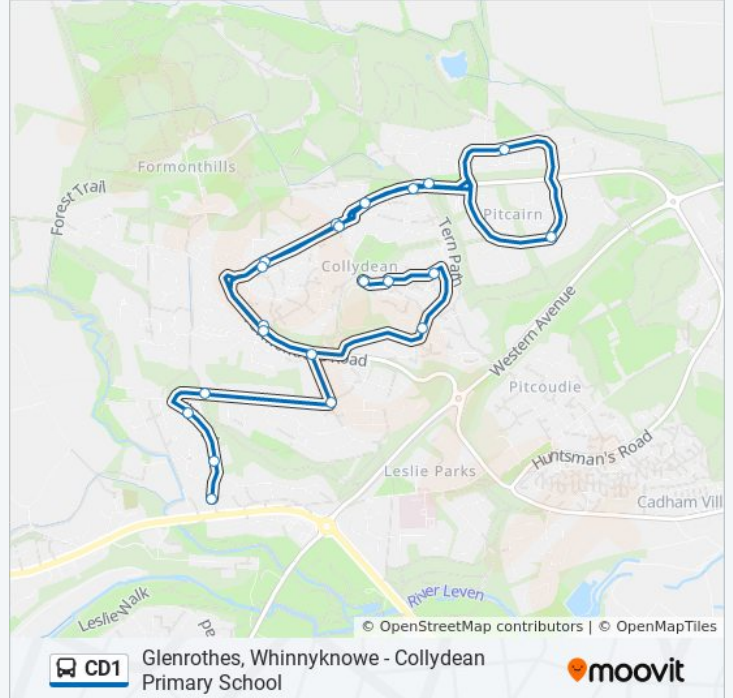 Formonthills
Forest Trail
Pitcairn
Tern Path
Collydean
Western Avenue
Road
Pitcoudie
Huntsman's Road
Leslie Parks
Cadham Vill
River Leven
Leslie Walk
© OpenStreetMap contributors | © OpenMapTiles
CD1
Glenrothes, Whinnyknowe - Collydean
Primary School
moovit